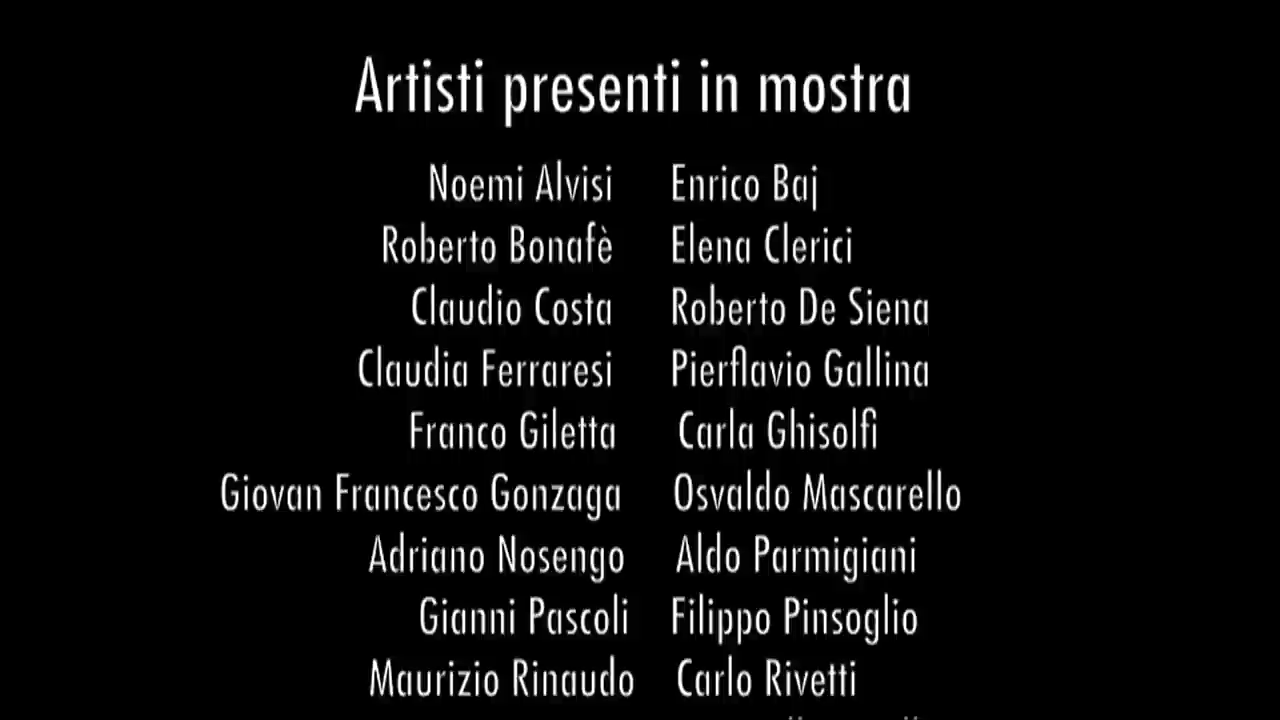 Artisti presenti in mostra
Noemi Alvisi Enrico Baj
Roberto Bonafè Elena Clerici
Claudio Costa Roberto De Siena
Claudia Ferraresi Pierflavio Gallina
Franco Giletta Carla Ghisolfi
Giovan Francesco Gonzaga Osvaldo Mascarello
Adriano Nosengo Aldo Parmigiani
Gianni Pascoli Filippo Pinsoglio
Maurizio Rinaudo Carlo Rivetti